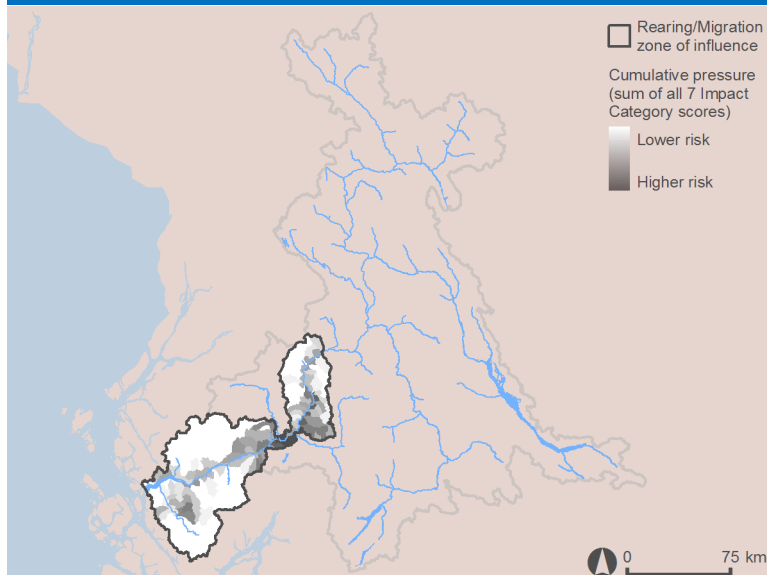 Rearing/Migration
zone of influence
Cumulative pressure
(sum of all 7 Impact
Category scores)
Lower risk
Higher risk
0 75 km